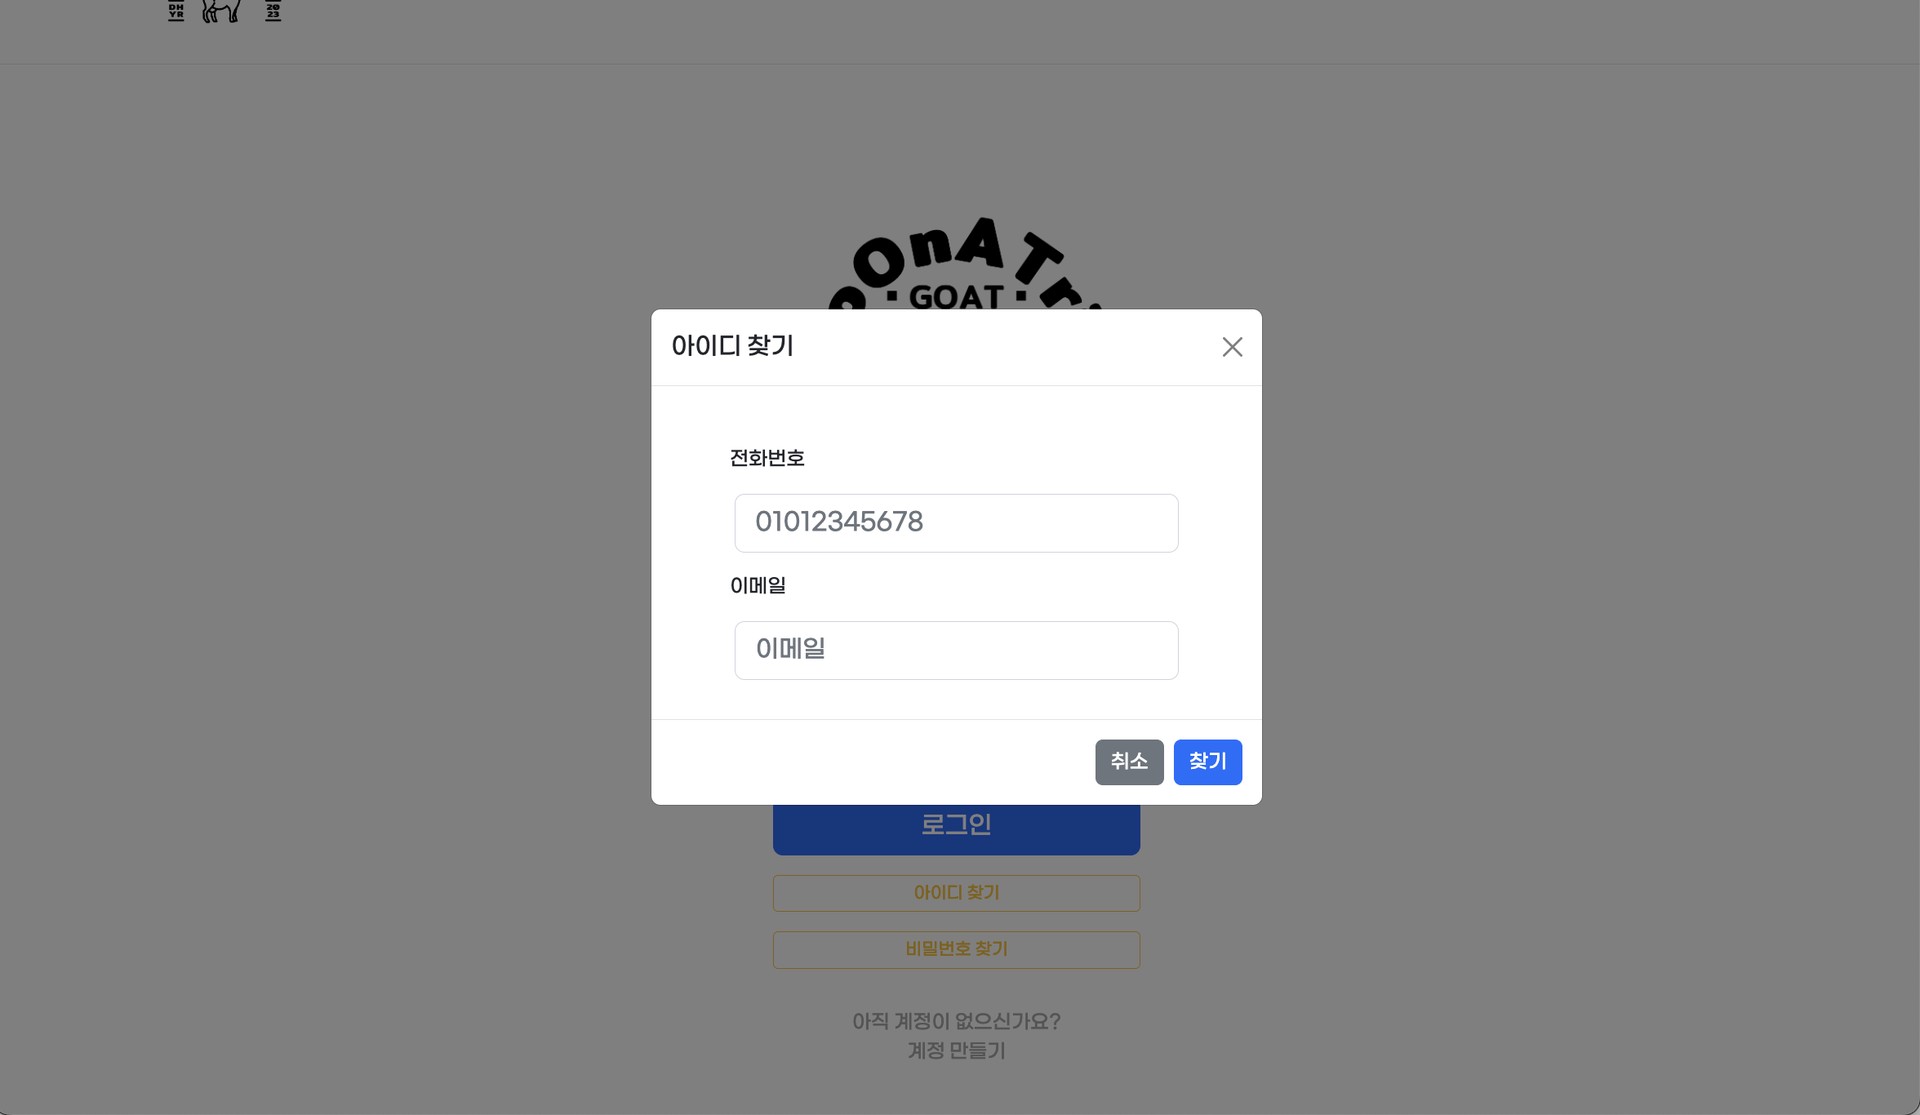 DH
YR
20
23
OnAT
GOAT
아이디 찾기
전화번호
01012345678
이메일
이메일
취소
찾기
로그인
아이디 찾기
비밀번호 찾기
아직 계정이 없으신가요?
계정 만들기